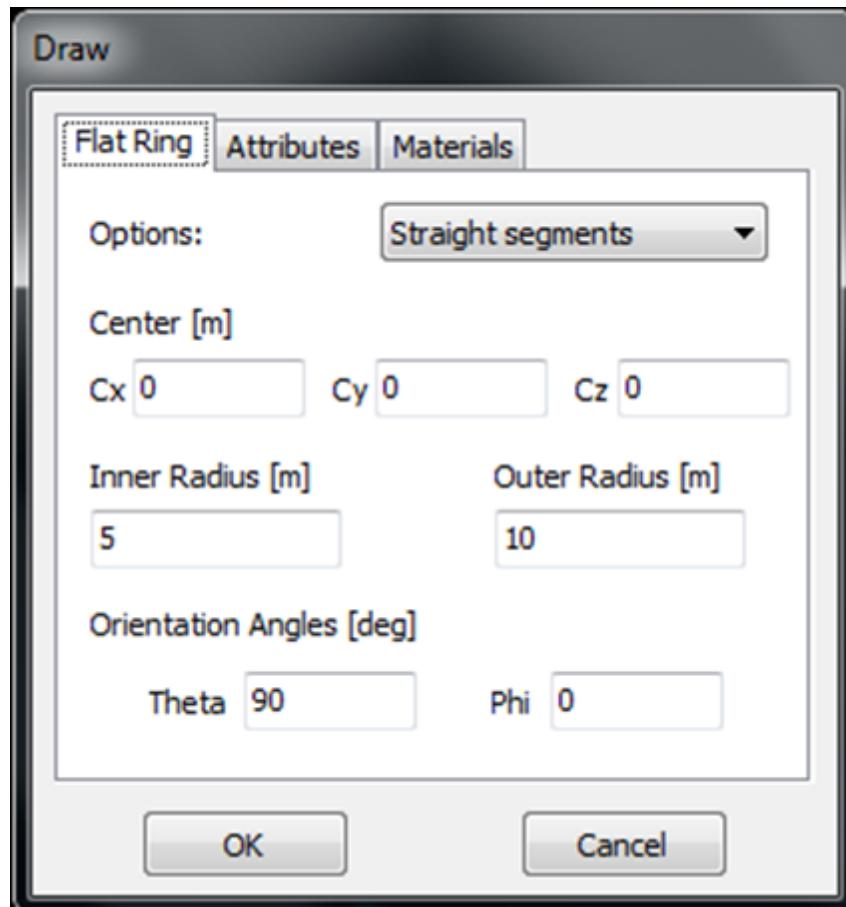 Draw
Flat Ring Attributes Materials
Options: Straight segments
Center [m]
Cx 0 Cy 0 Cz 0
Inner Radius [m] Outer Radius [m]
5 10
Orientation Angles [deg]
Theta 90 Phi 0
OK Cancel